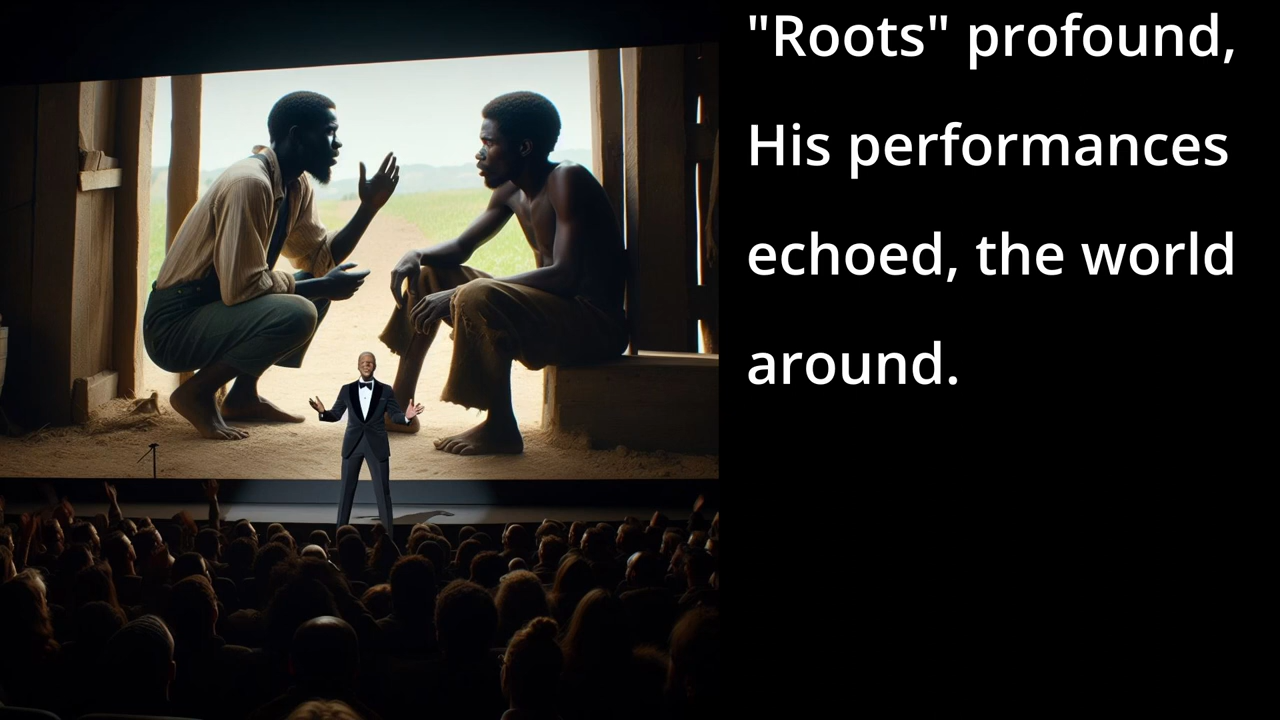 "Roots" profound,
His performances
echoed, the world
around.